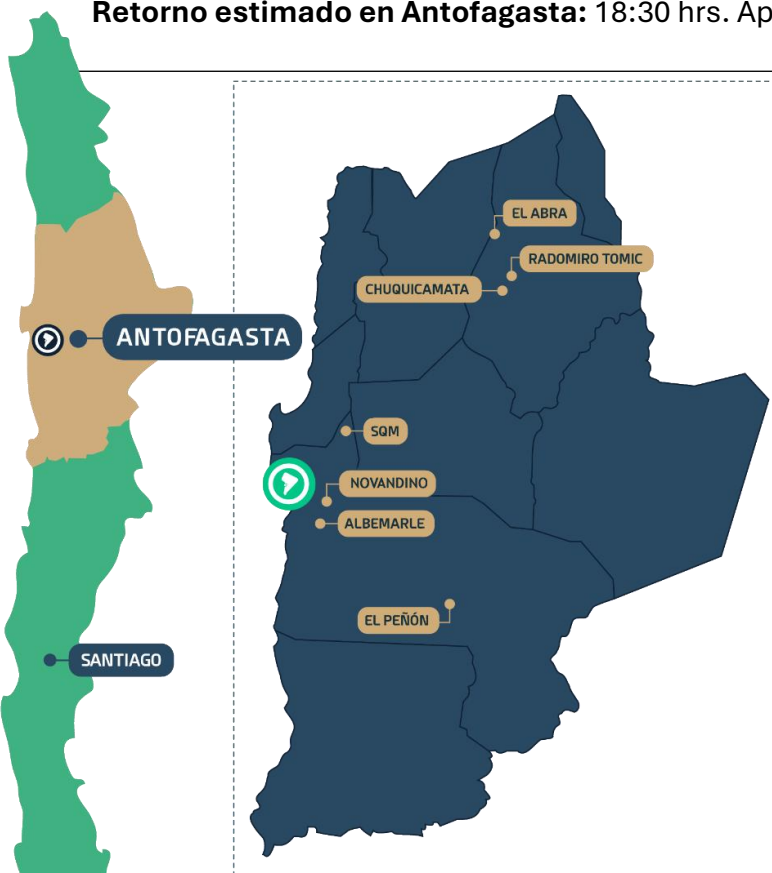 Retorno estimado en Antofagasta: 18:30 hrs. Ap
EL ABRA
RADOMIRO TOMIC
CHUQUICAMATA
ANTOFAGASTA
SQM
NOVANDINO
ALBEMARLE
EL PEÑÓN
SANTIAGO